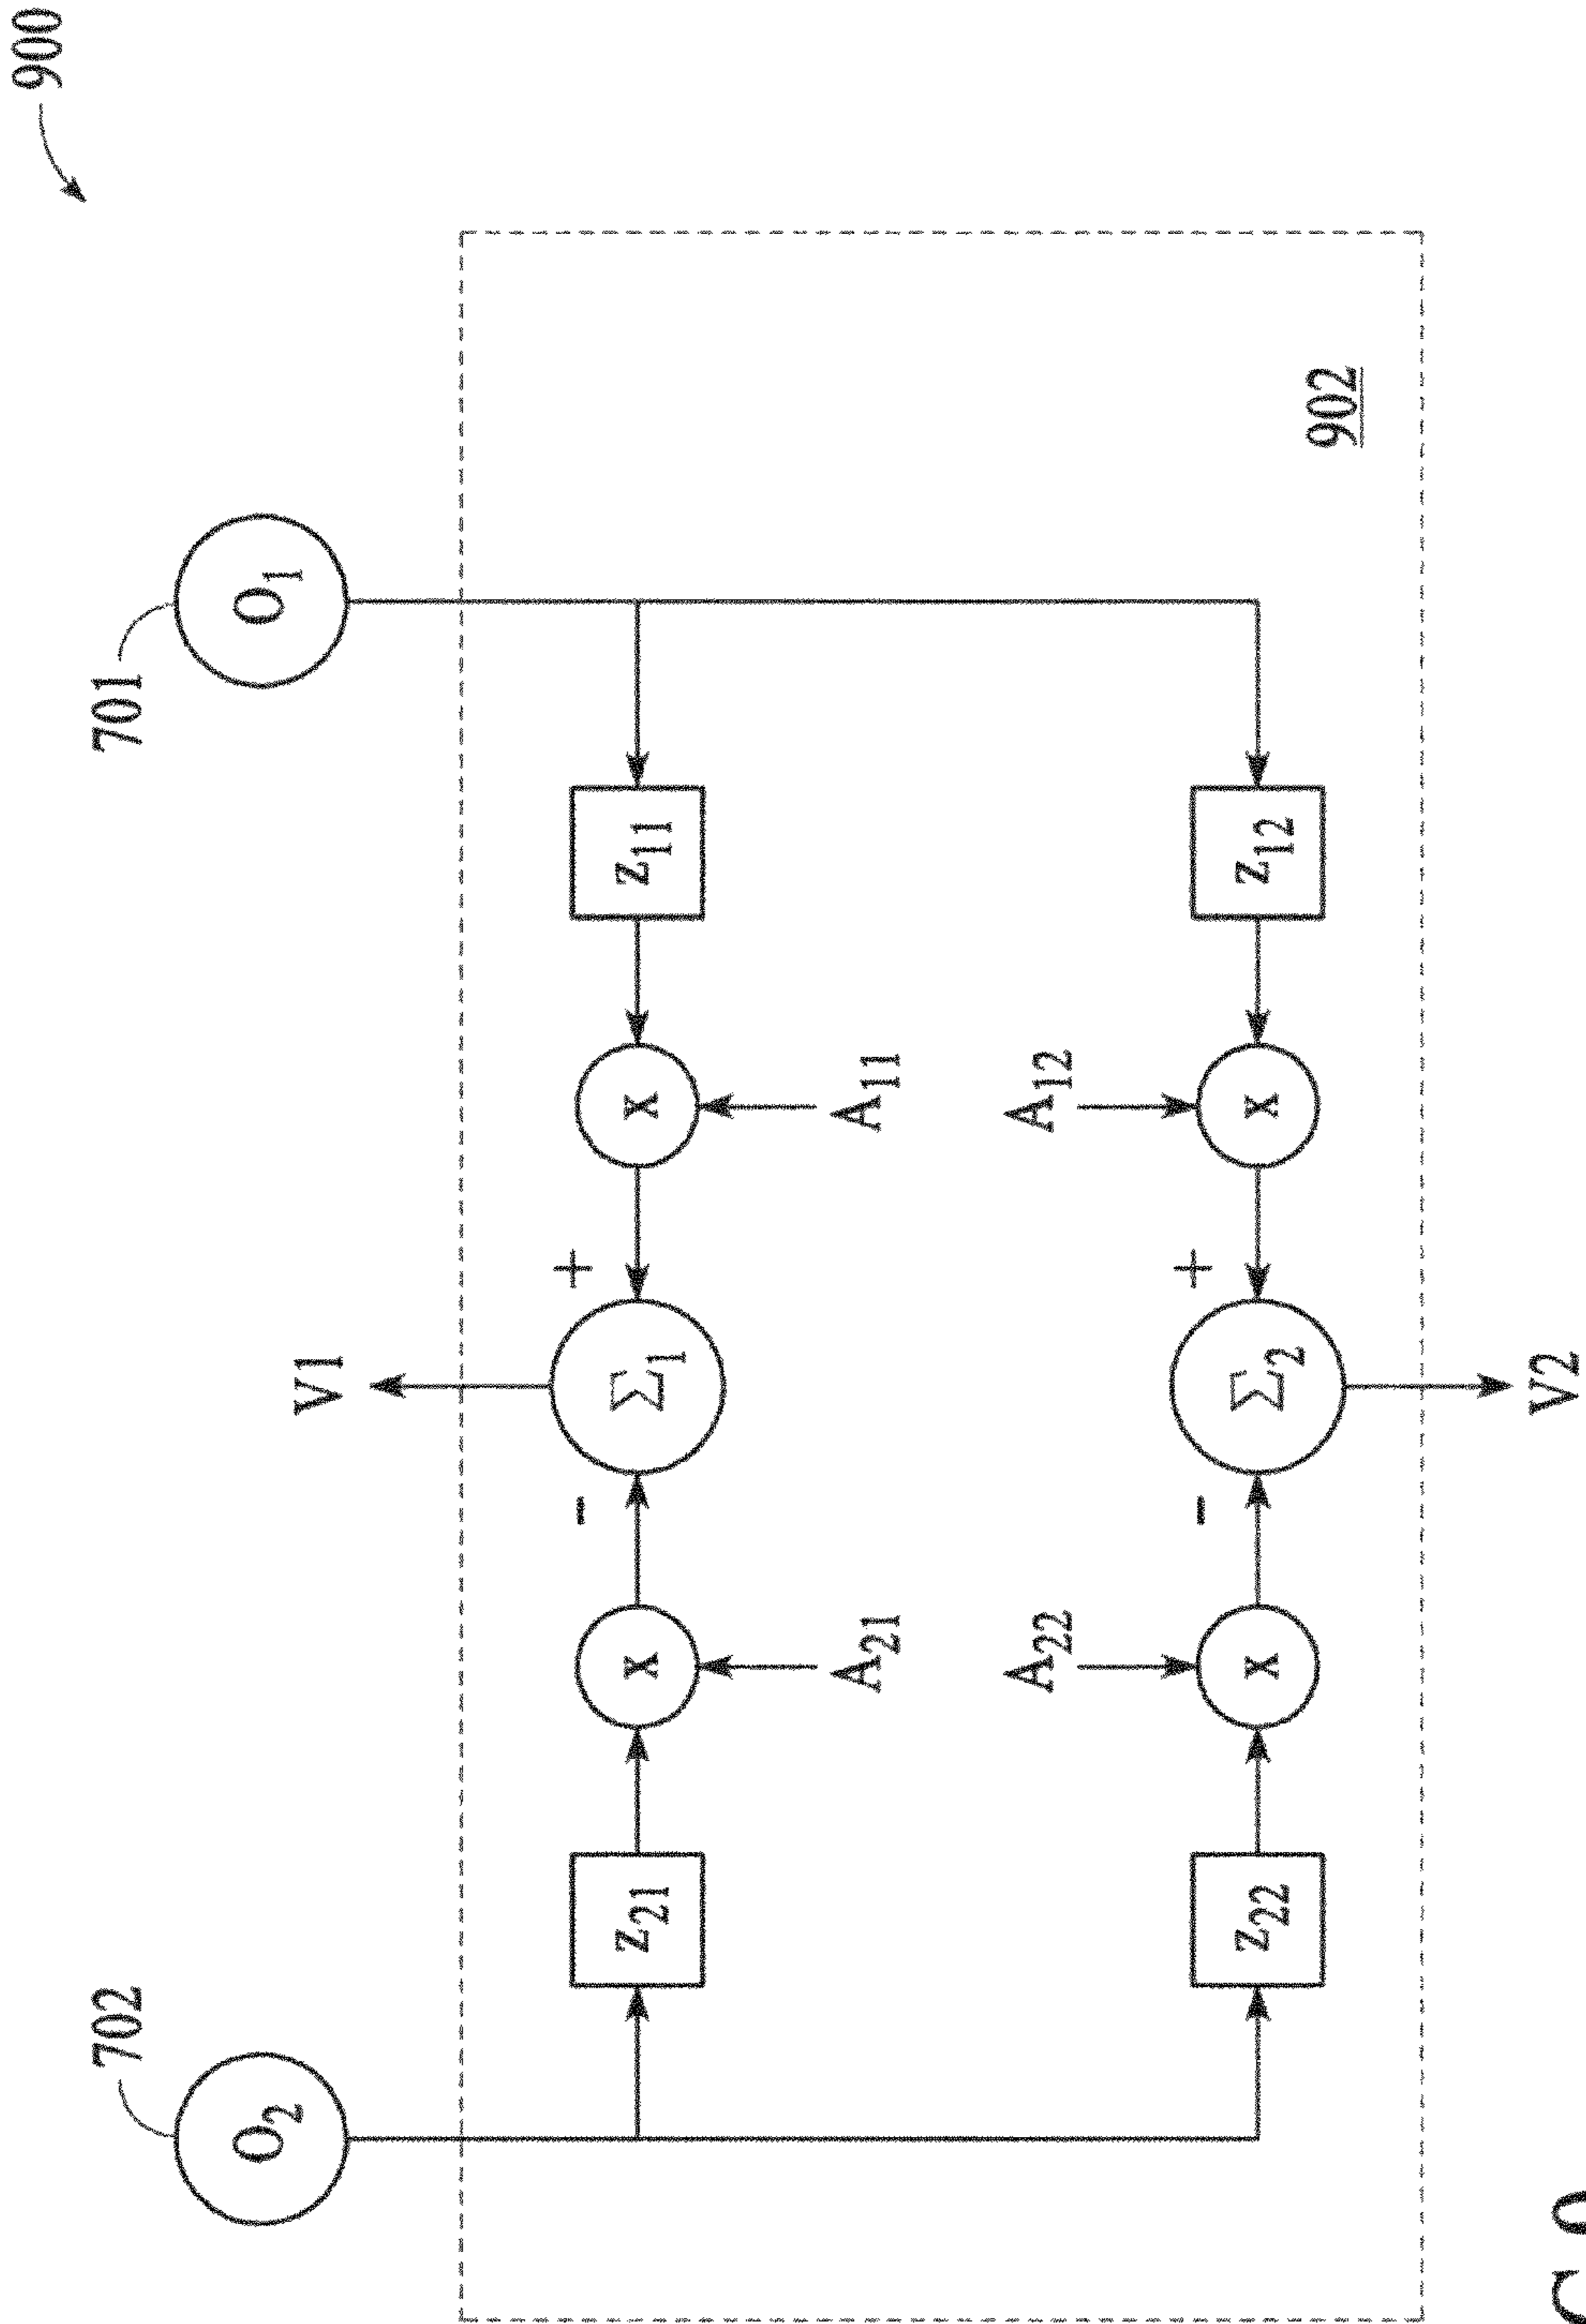 900
702 701
O₂ O₁
V1
- +
z₂₁ x Σ₁ x z₁₁
A₂₁ A₁₁
A₂₂ A₁₂
- +
z₂₂ x Σ₂ x z₁₂
902
V2